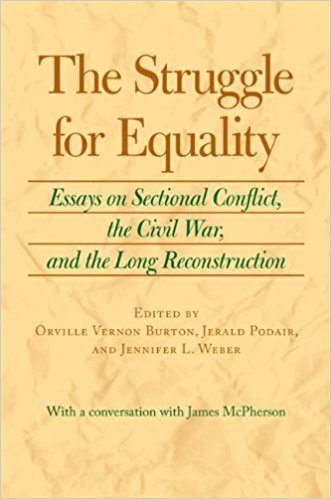 The Struggle
for Equality
Essays on Sectional Conflict,
the Civil War,
and the Long Reconstruction
Edited by
Orville Vernon Burton, Jerald Podair,
and Jennifer L. Weber
With a conversation with James McPherson